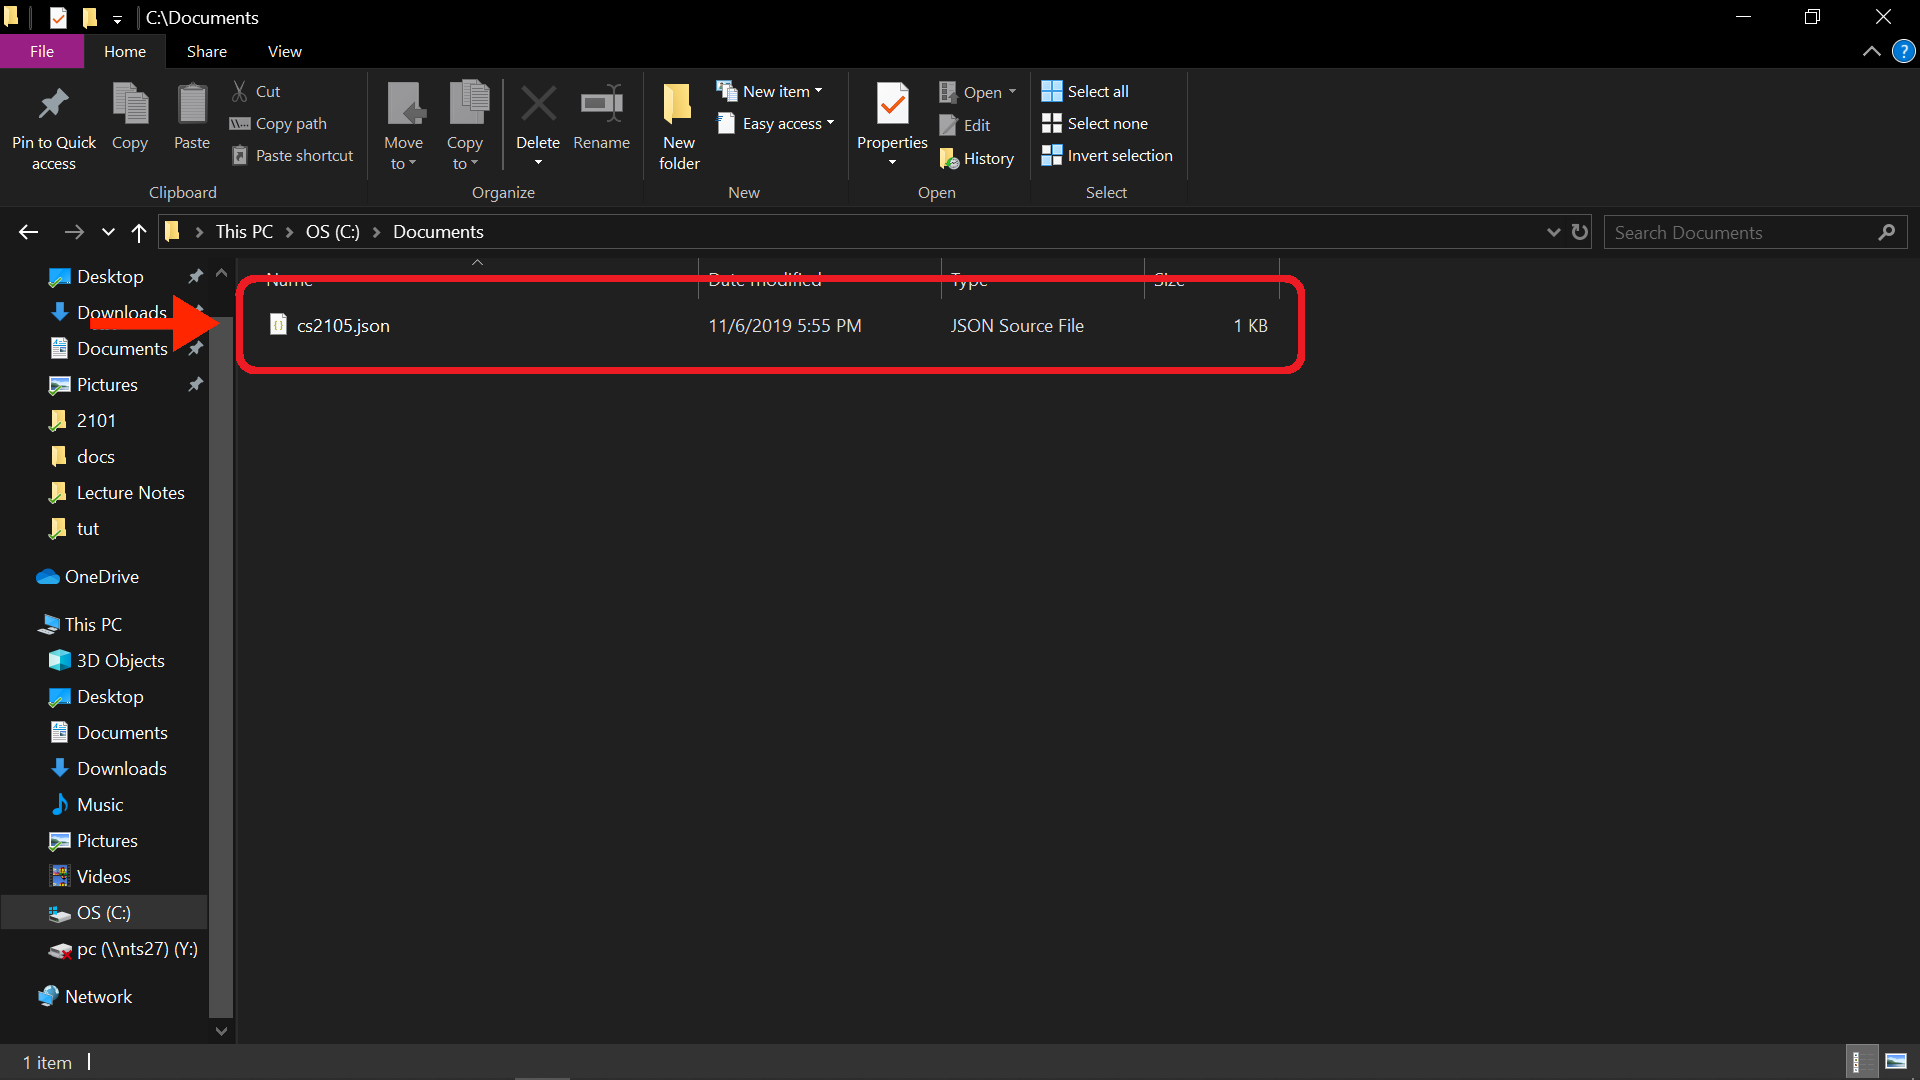 C:\Documents
File Home Share View
Pin to Quick access
Copy
Paste
Cut
Copy path
Paste shortcut
Clipboard
Move to
Copy to
Delete
Rename
Organize
New folder
New item
Easy access
New
Properties
Open
Edit
History
Open
Select all
Select none
Invert selection
Select
This PC > OS (C:) > Documents
Search Documents
Name Date modified Type Size
cs2105.json 11/6/2019 5:55 PM JSON Source File 1 KB
Desktop
Downloads
Documents
Pictures
2101
docs
Lecture Notes
tut
OneDrive
This PC
3D Objects
Desktop
Documents
Downloads
Music
Pictures
Videos
OS (C:)
pc (\\nts27) (Y:)
Network
1 item